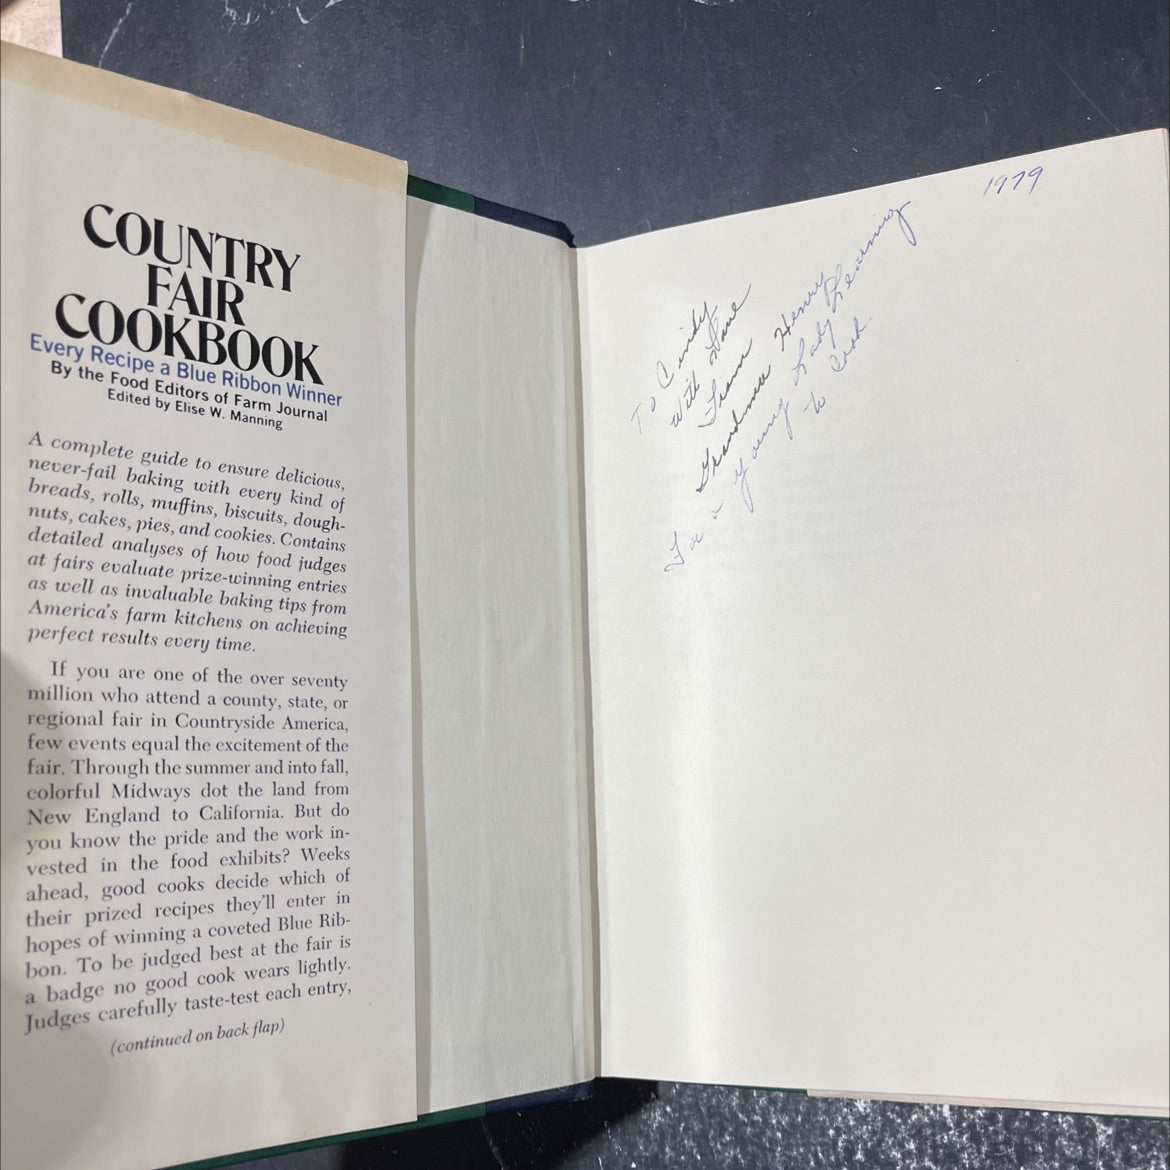 COUNTRY
FAIR
COOKBOOK
Every Recipe a Blue Ribbon Winner
By the Food Editors of Farm Journal
Edited by Elise W. Manning
A complete guide to ensure delicious,
never-fail baking with every kind of
breads, rolls, muffins, biscuits, dough-
nuts, cakes, pies, and cookies. Contains
detailed analyses of how food judges
at fairs evaluate prize-winning entries
as well as invaluable baking tips from
America's farm kitchens on achieving
perfect results every time.
If you are one of the over seventy
million who attend a county, state, or
regional fair in Countryside America,
few events equal the excitement of the
fair. Through the summer and into fall,
colorful Midways dot the land from
New England to California. But do
you know the pride and the work in-
vested in the food exhibits? Weeks
ahead, good cooks decide which of
their prized recipes they'll enter in
hopes of winning a coveted Blue Rib-
bon. To be judged best at the fair is
a badge no good cook wears lightly.
Judges carefully taste-test each entry,
(continued on back flap)
1979
To Cindy
With Love
From
Grandma Henry
For a young Lady Learning
to Cook.